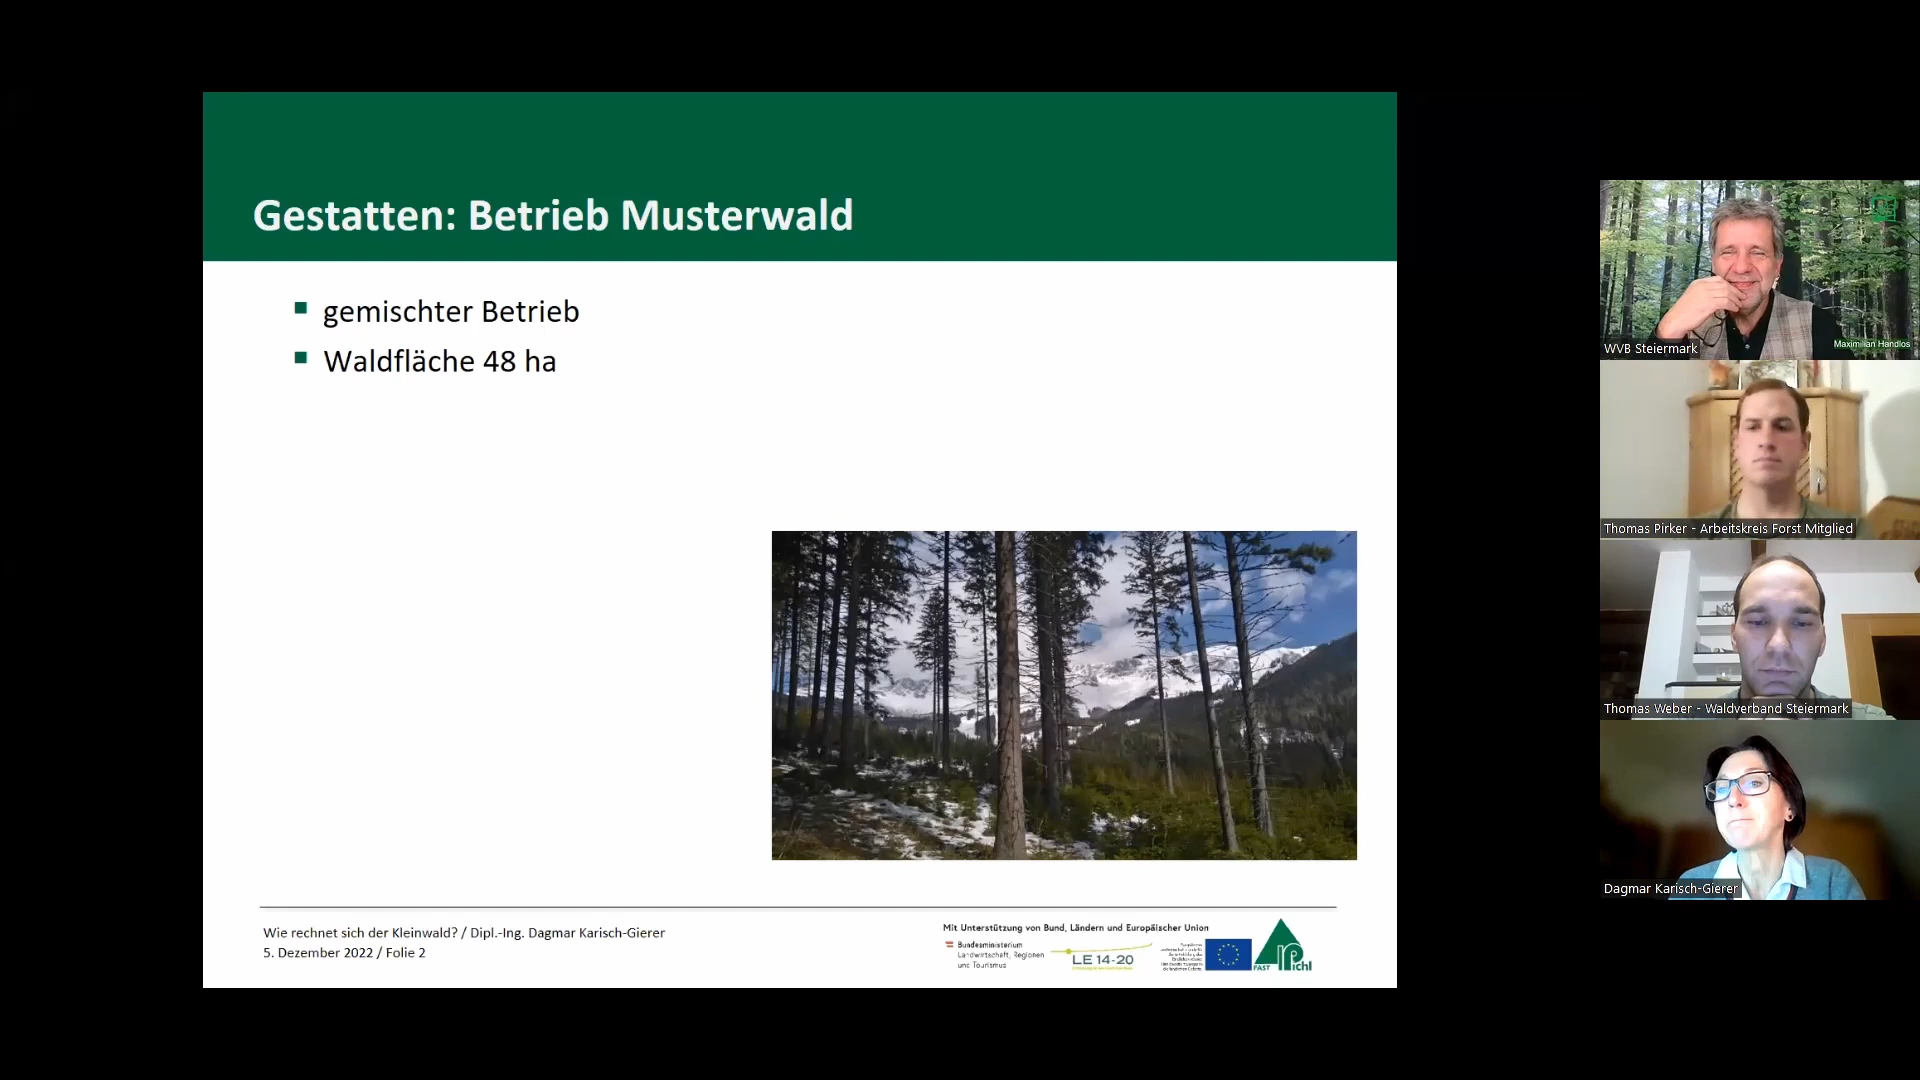 Gestatten: Betrieb Musterwald
gemischter Betrieb
Waldfläche 48 ha
Wie rechnet sich der Kleinwald? / Dipl.-Ing. Dagmar Karisch-Gierer
5. Dezember 2022 / Folie 2
Mit Unterstützung von Bund, Ländern und Europäischer Union
Bundesministerium
Landwirtschaft, Regionen
und Tourismus
LE 14-20
FAST Pichl
Maximilian Handlos
WVB Steiermark
Thomas Pirker - Arbeitskreis Forst Mitglied
Thomas Weber - Waldverband Steiermark
Dagmar Karisch-Gierer